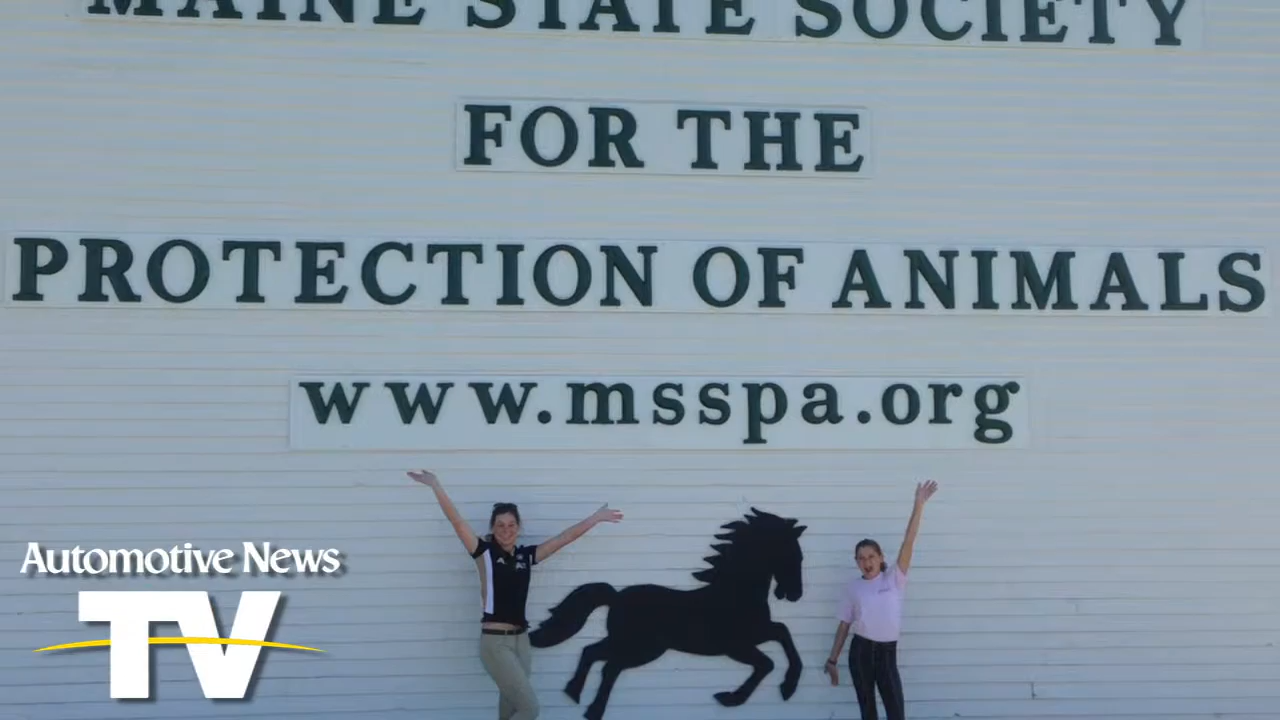 MAINE STATE SOCIETY
FOR THE
PROTECTION OF ANIMALS
www.msspa.org
Automotive News
TV